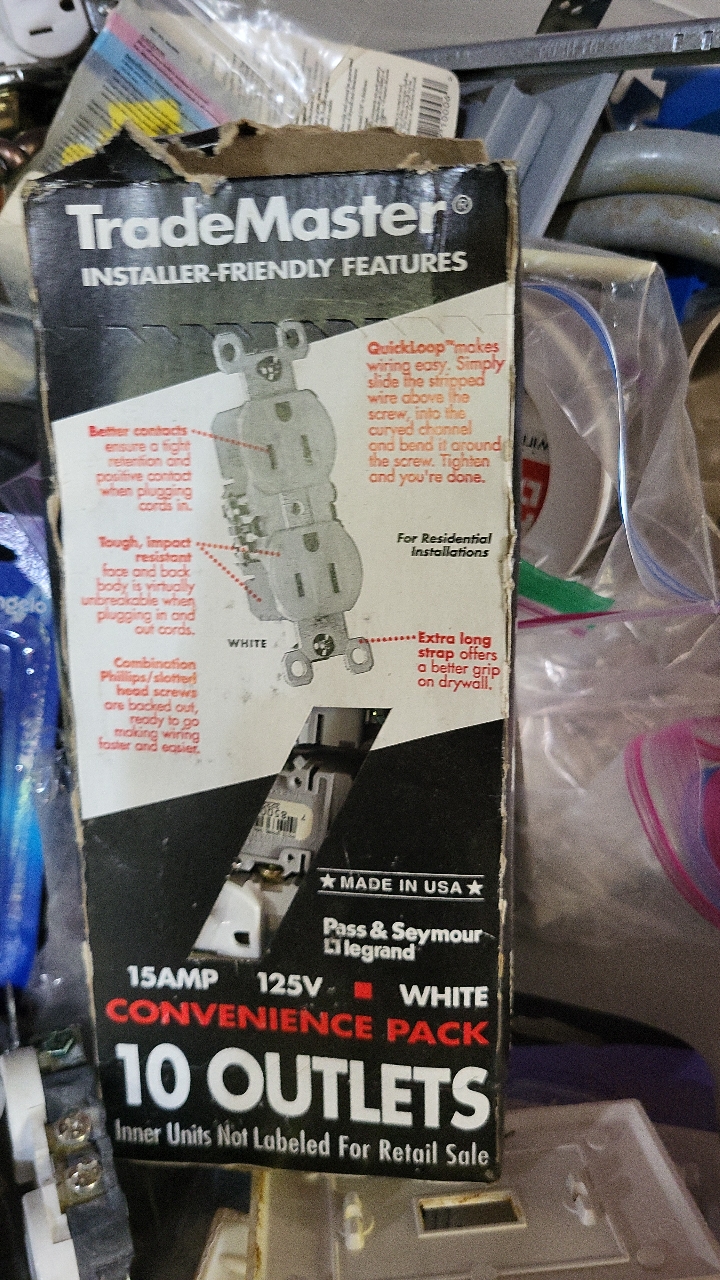 TradeMaster®
INSTALLER-FRIENDLY FEATURES
QuickLoop™ makes
wiring easy. Simply
slide the stripped
wire above the
screw, into the
curved channel
and bend it around
the screw. Tighten
and you're done.
Better contacts
ensure a tight
retention and
positive contact
when plugging
cords in.
For Residential
Installations
Tough, impact
resistant
face and back
body is virtually
unbreakable when
plugging in and
out cords.
WHITE
Extra long
strap offers
a better grip
on drywall.
Combination
Phillips/slotted
head screws
are backed out,
ready to go
making wiring
faster and easier.
★ MADE IN USA ★
Pass & Seymour
legrand
15AMP 125V ■ WHITE
CONVENIENCE PACK
10 OUTLETS
Inner Units Not Labeled For Retail Sale